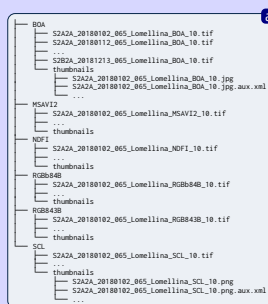 BOA
S2A2A_20180102_065_Lomellina_BOA_10.tif
S2A2A_20180112_065_Lomellina_BOA_10.tif
...
S2B2A_20181213_065_Lomellina_BOA_10.tif
thumbnails
S2A2A_20180102_065_Lomellina_BOA_10.jpg
S2A2A_20180102_065_Lomellina_BOA_10.jpg.aux.xml
...
MSAVI2
S2A2A_20180102_065_Lomellina_MSAVI2_10.tif
...
thumbnails
NDFI
S2A2A_20180102_065_Lomellina_NDFI_10.tif
...
thumbnails
RGBb84B
S2A2A_20180102_065_Lomellina_RGBb84B_10.tif
...
thumbnails
RGB843B
S2A2A_20180102_065_Lomellina_RGB843B_10.tif
...
thumbnails
SCL
S2A2A_20180102_065_Lomellina_SCL_10.tif
...
thumbnails
S2A2A_20180102_065_Lomellina_SCL_10.png
S2A2A_20180102_065_Lomellina_SCL_10.png.aux.xml
...